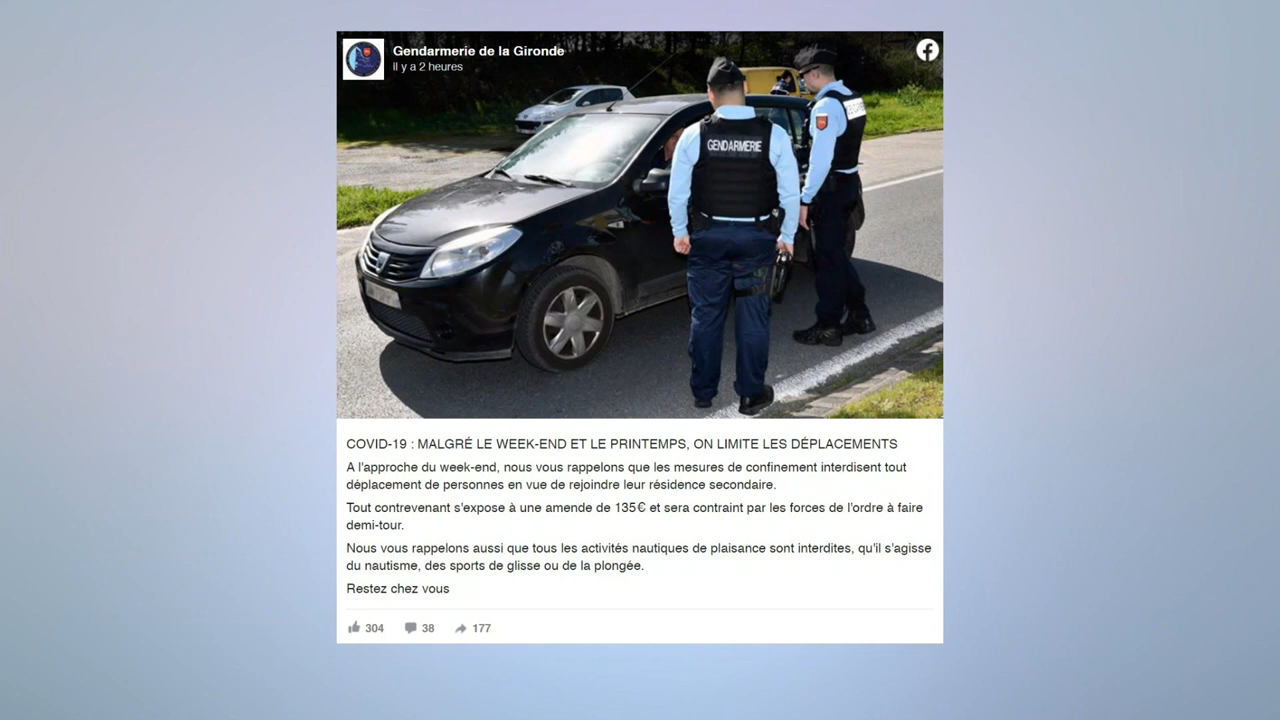 Gendarmerie de la Gironde
il y a 2 heures
GENDARMERIE
COVID-19 : MALGRÉ LE WEEK-END ET LE PRINTEMPS, ON LIMITE LES DÉPLACEMENTS
A l'approche du week-end, nous vous rappelons que les mesures de confinement interdisent tout
déplacement de personnes en vue de rejoindre leur résidence secondaire.
Tout contrevenant s'expose à une amende de 135€ et sera contraint par les forces de l'ordre à faire
demi-tour.
Nous vous rappelons aussi que tous les activités nautiques de plaisance sont interdites, qu'il s'agisse
du nautisme, des sports de glisse ou de la plongée.
Restez chez vous
304 38 177